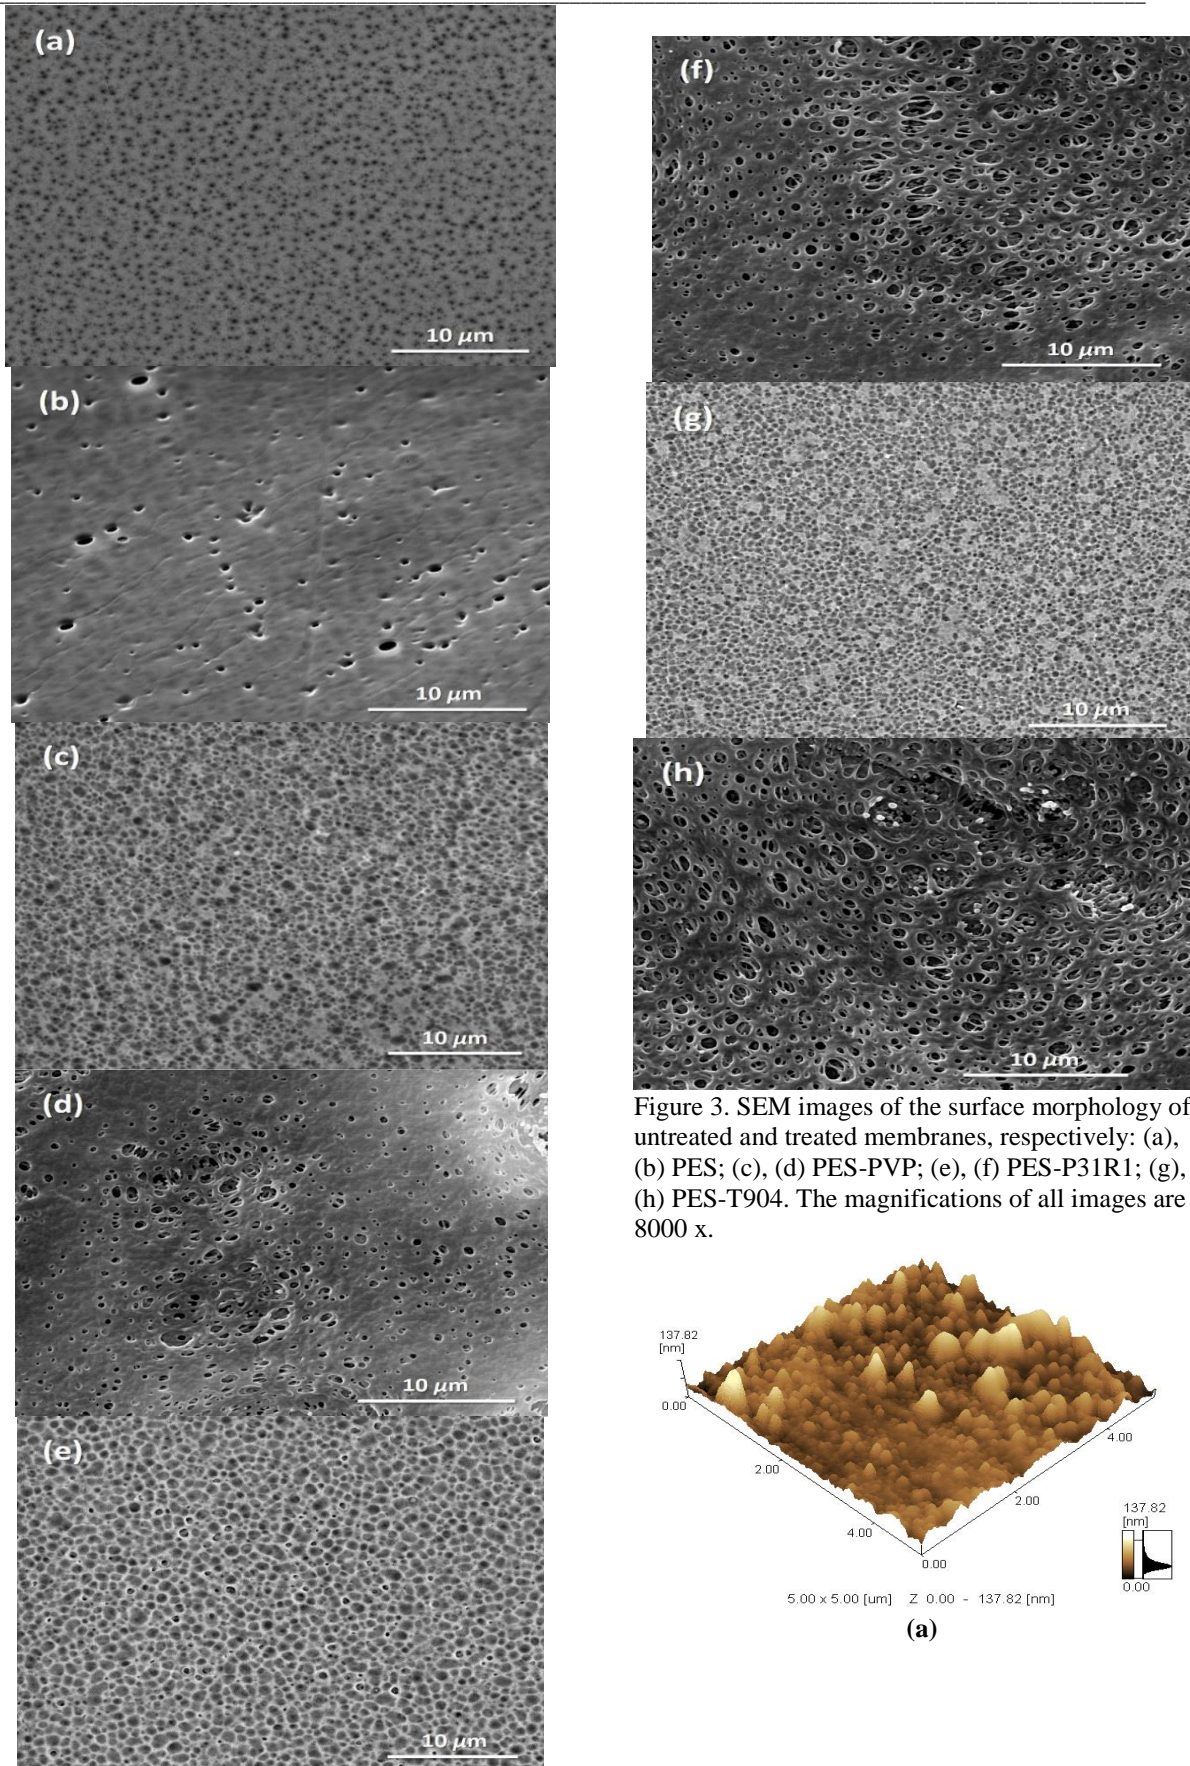 (a)
10 μm
(b)
10 μm
(c)
10 μm
(d)
10 μm
(e)
10 μm
(f)
10 μm
(g)
10 μm
(h)
10 μm
Figure 3. SEM images of the surface morphology of
untreated and treated membranes, respectively: (a),
(b) PES; (c), (d) PES-PVP; (e), (f) PES-P31R1; (g),
(h) PES-T904. The magnifications of all images are
8000 x.
137.82
[nm]
0.00
2.00
4.00
0.00
2.00
4.00
137.82
[nm]
0.00
5.00 x 5.00 [um] Z 0.00 - 137.82 [nm]
(a)